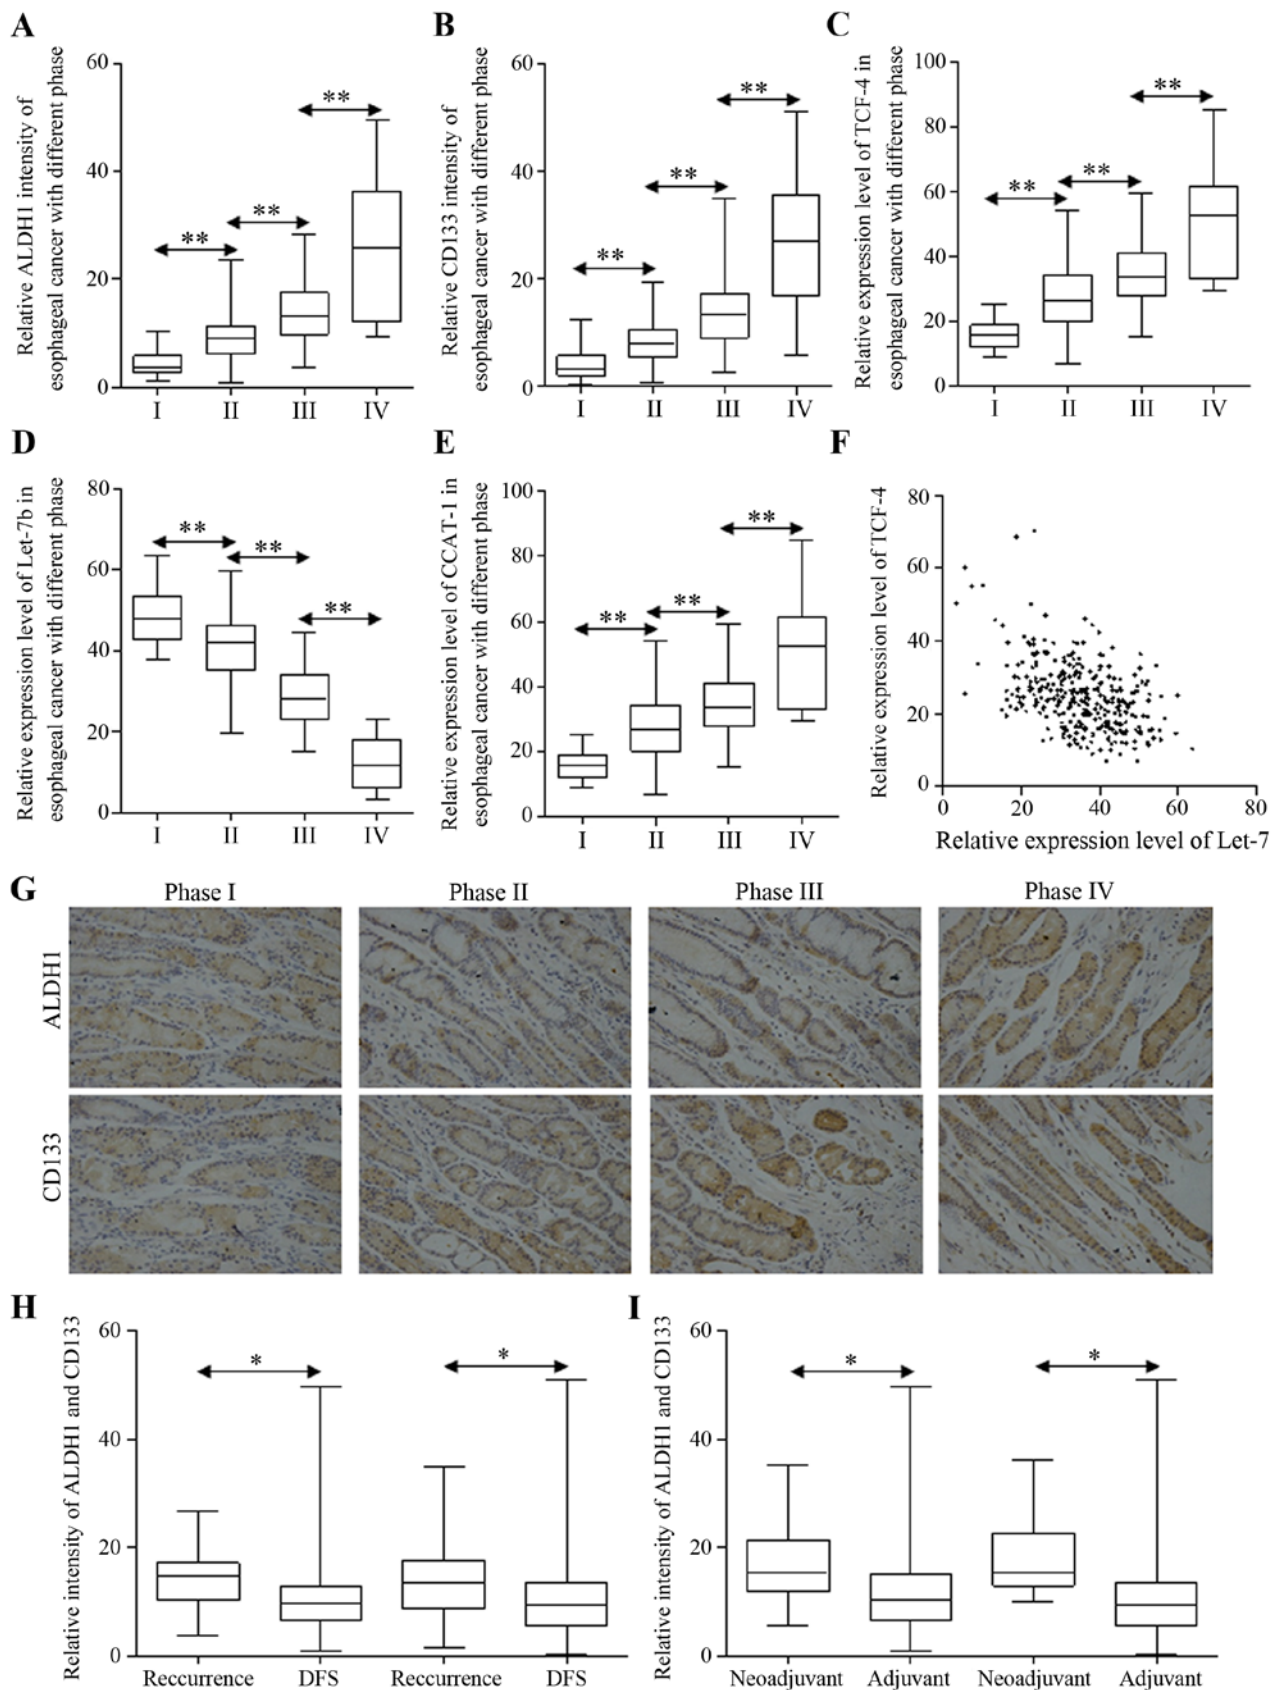 A
Relative ALDH1 intensity of
esophageal cancer with different phase
60
40
20
0
**
**
**
I II III IV
B
Relative CD133 intensity of
esophageal cancer with different phase
60
40
20
0
**
**
**
I II III IV
C
Relative expression level of TCF-4 in
esophageal cancer with different phase
100
80
60
40
20
0
**
**
**
I II III IV
D
Relative expression level of Let-7b in
esophageal cancer with different phase
80
60
40
20
0
**
**
**
I II III IV
E
Relative expression level of CCAT-1 in
esophageal cancer with different phase
100
80
60
40
20
0
**
**
**
I II III IV
F
Relative expression level of TCF-4
80
60
40
20
0
0 20 40 60 80
Relative expression level of Let-7
G
Phase I Phase II Phase III Phase IV
ALDH1
CD133
H
Relative intensity of ALDH1 and CD133
60
40
20
0
*
*
Reccurrence DFS Reccurrence DFS
I
Relative intensity of ALDH1 and CD133
60
40
20
0
*
*
Neoadjuvant Adjuvant Neoadjuvant Adjuvant